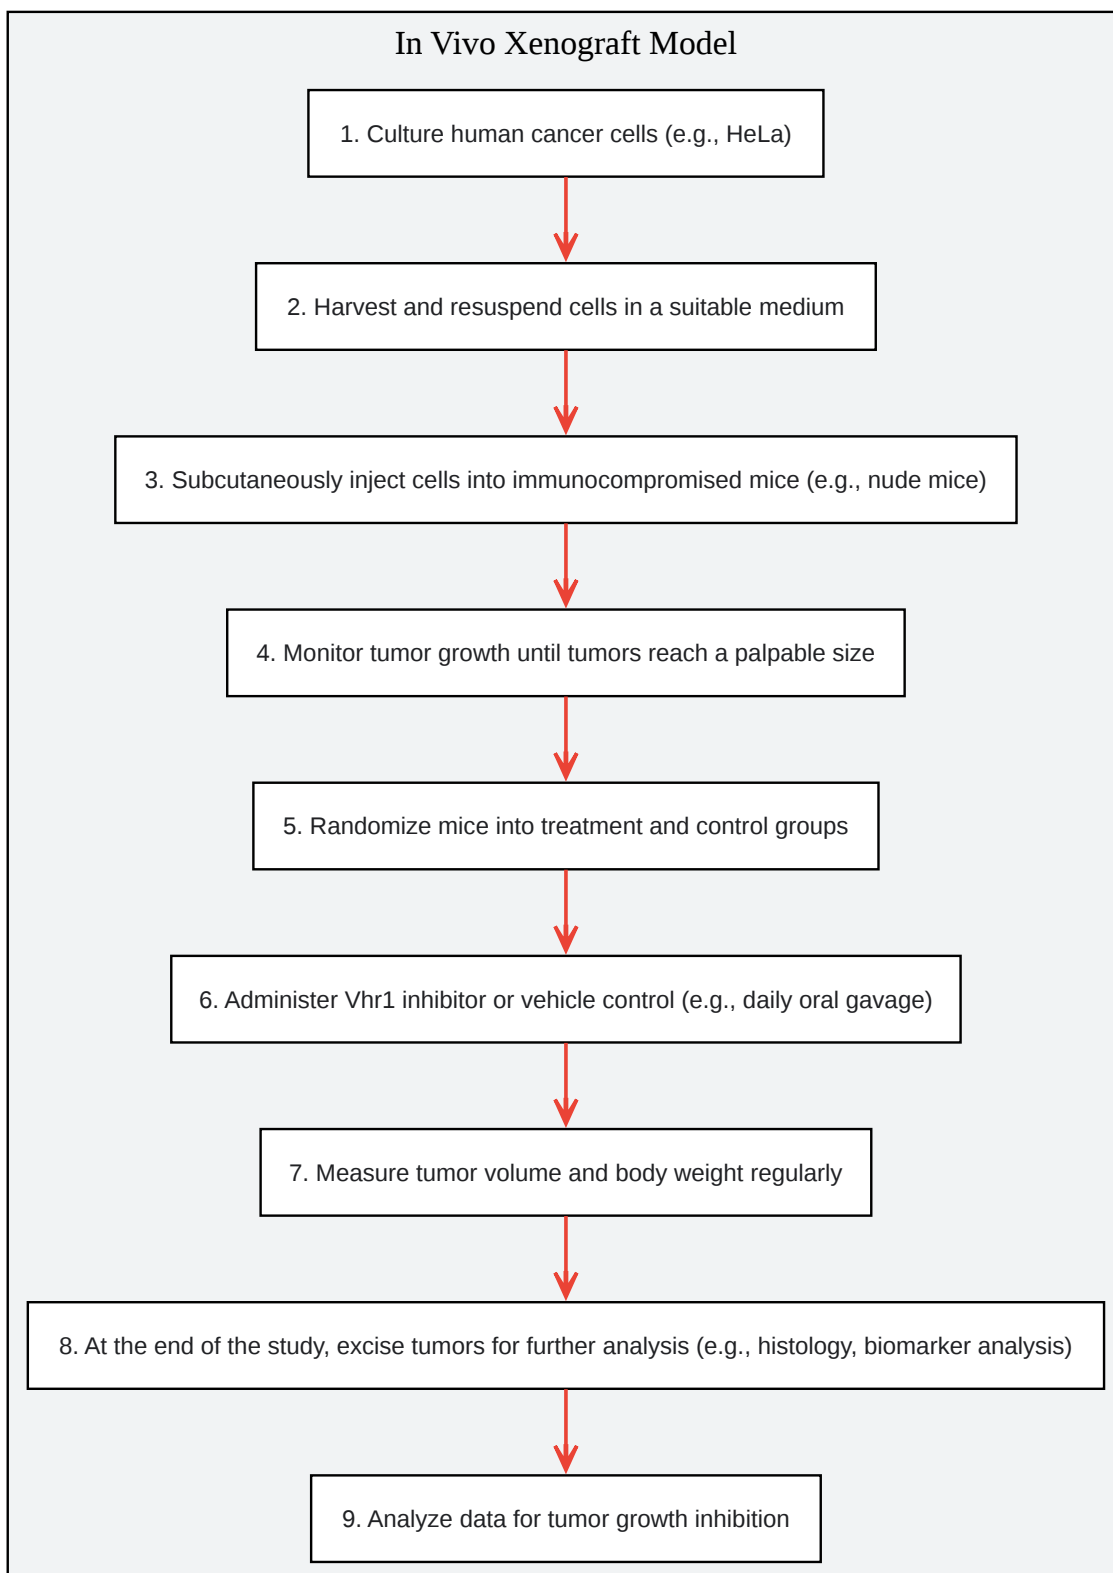 In Vivo Xenograft Model
1. Culture human cancer cells (e.g., HeLa)
2. Harvest and resuspend cells in a suitable medium
3. Subcutaneously inject cells into immunocompromised mice (e.g., nude mice)
4. Monitor tumor growth until tumors reach a palpable size
5. Randomize mice into treatment and control groups
6. Administer Vhr1 inhibitor or vehicle control (e.g., daily oral gavage)
7. Measure tumor volume and body weight regularly
8. At the end of the study, excise tumors for further analysis (e.g., histology, biomarker analysis)
9. Analyze data for tumor growth inhibition